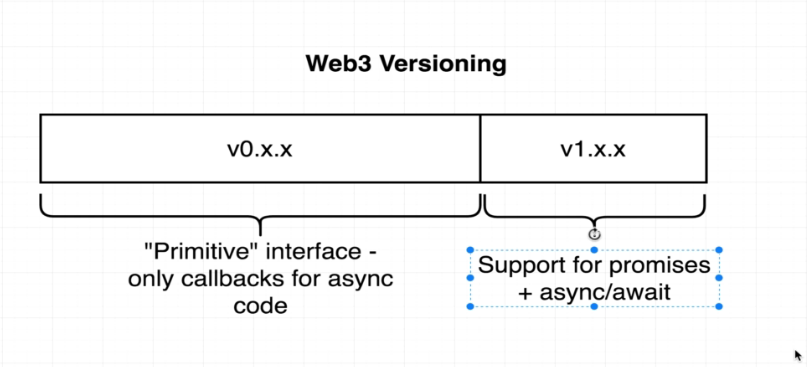 Web3 Versioning
v0.x.x
v1.x.x
"Primitive" interface -
only callbacks for async
code
Support for promises
+ async/await